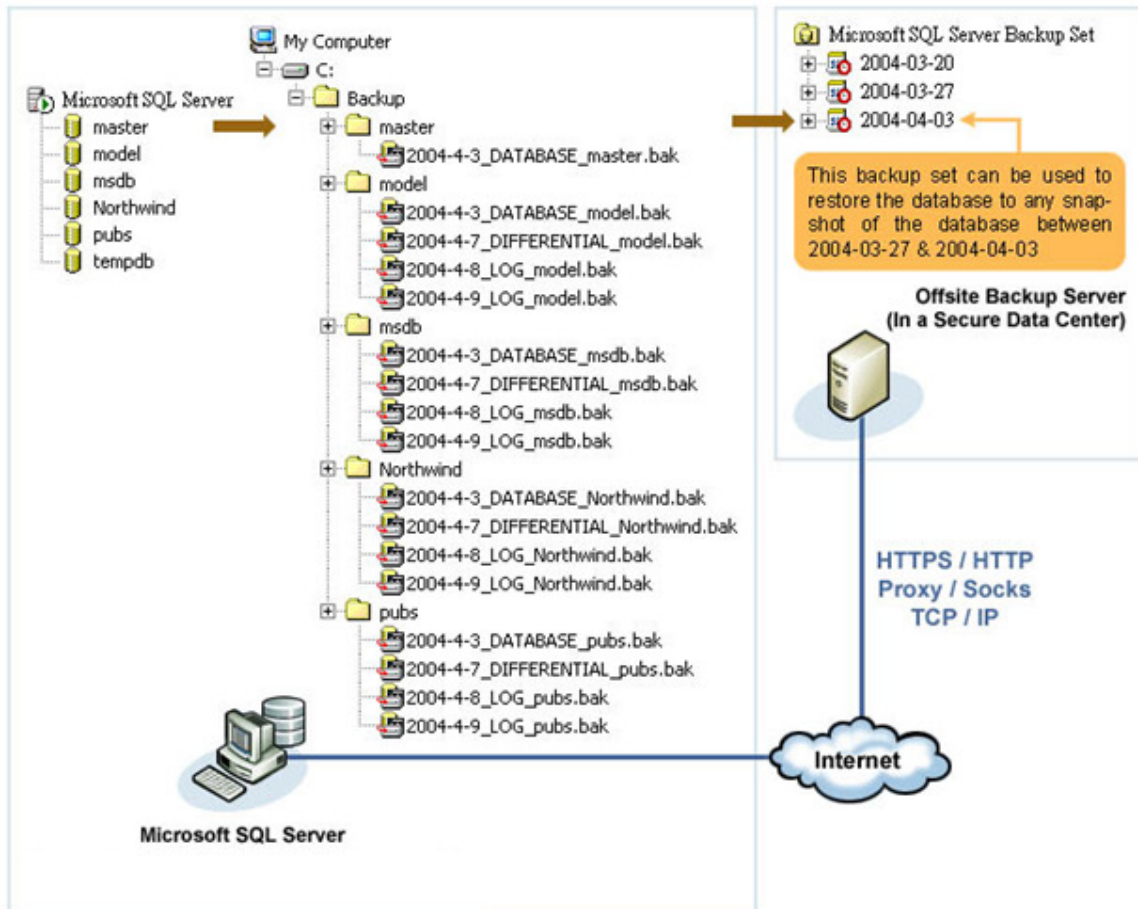 Microsoft SQL Server
master
model
msdb
Northwind
pubs
tempdb
My Computer
C:
Backup
master
2004-4-3_DATABASE_master.bak
model
2004-4-3_DATABASE_model.bak
2004-4-7_DIFFERENTIAL_model.bak
2004-4-8_LOG_model.bak
2004-4-9_LOG_model.bak
msdb
2004-4-3_DATABASE_msdb.bak
2004-4-7_DIFFERENTIAL_msdb.bak
2004-4-8_LOG_msdb.bak
2004-4-9_LOG_msdb.bak
Northwind
2004-4-3_DATABASE_Northwind.bak
2004-4-7_DIFFERENTIAL_Northwind.bak
2004-4-8_LOG_Northwind.bak
2004-4-9_LOG_Northwind.bak
pubs
2004-4-3_DATABASE_pubs.bak
2004-4-7_DIFFERENTIAL_pubs.bak
2004-4-8_LOG_pubs.bak
2004-4-9_LOG_pubs.bak
Microsoft SQL Server
Microsoft SQL Server Backup Set
2004-03-20
2004-03-27
2004-04-03
This backup set can be used to
restore the database to any snap-
shot of the database between
2004-03-27 & 2004-04-03
Offsite Backup Server
(In a Secure Data Center)
HTTPS / HTTP
Proxy / Socks
TCP / IP
Internet